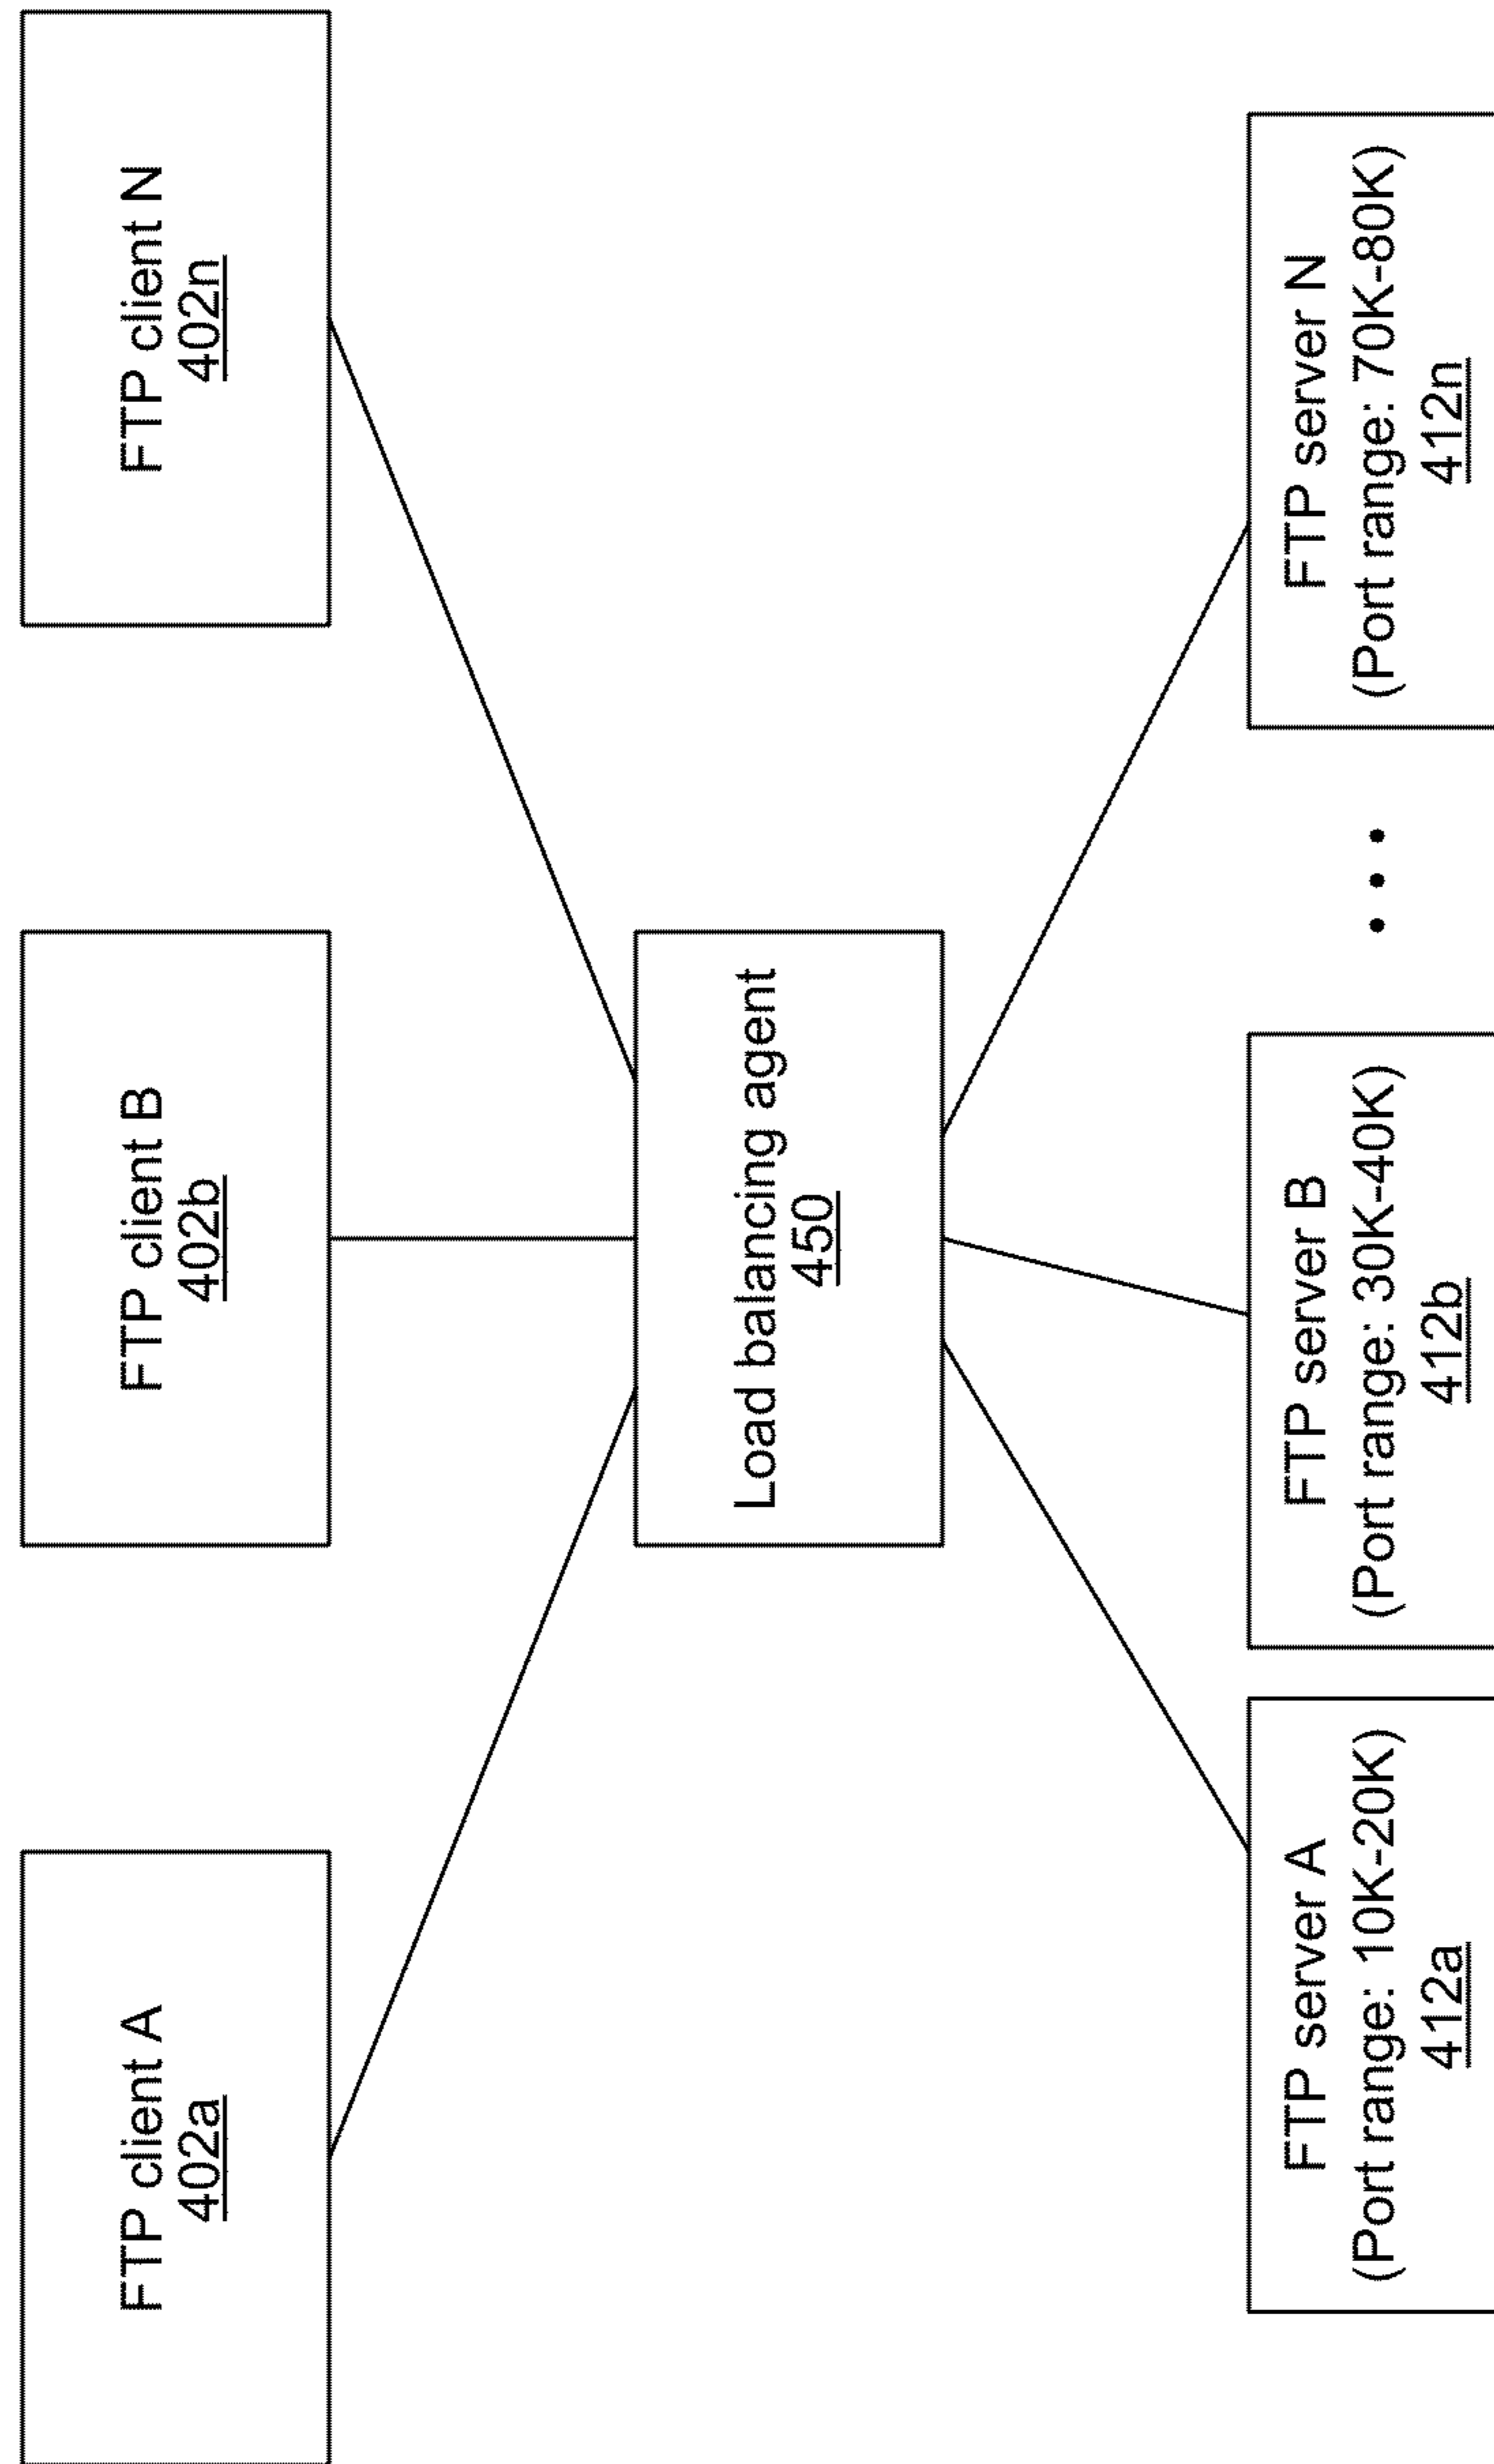 FTP client A
402a
FTP client B
402b
FTP client N
402n
Load balancing agent
450
FTP server A
(Port range: 10K-20K)
412a
FTP server B
(Port range: 30K-40K)
412b
• • •
FTP server N
(Port range: 70K-80K)
412n